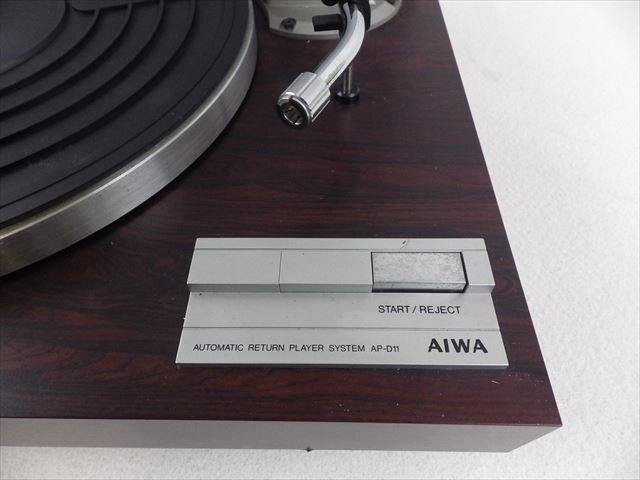 START / REJECT
AUTOMATIC RETURN PLAYER SYSTEM AP-D11 AIWA